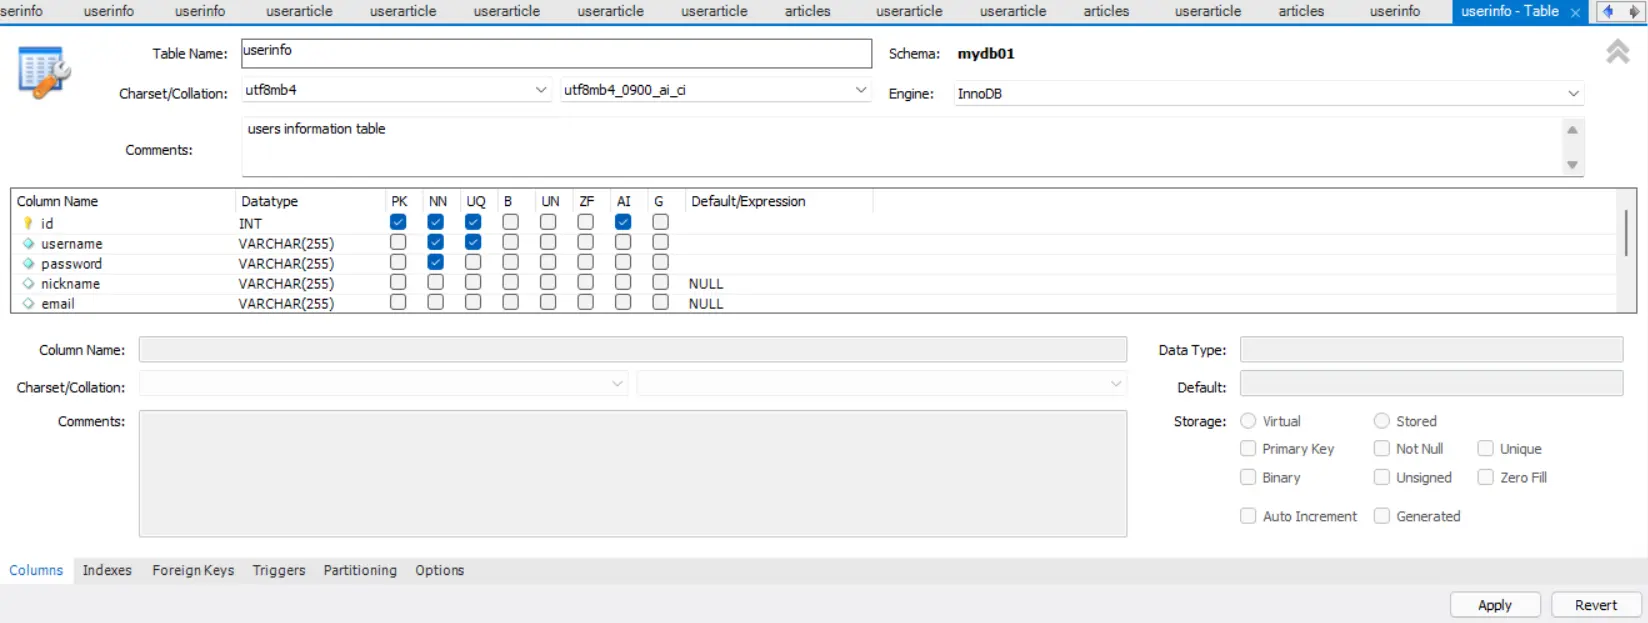 serinfo userinfo userinfo userarticle userarticle userarticle userarticle userarticle articles userarticle userarticle articles userarticle articles userinfo userinfo - Table
Table Name: userinfo Schema: mydb01
Charset/Collation: utf8mb4 utf8mb4_0900_ai_ci Engine: InnoDB
Comments: users information table
Column Name Datatype PK NN UQ B UN ZF AI G Default/Expression
id INT
username VARCHAR(255)
password VARCHAR(255)
nickname VARCHAR(255) NULL
email VARCHAR(255) NULL
Column Name: Data Type:
Charset/Collation: Default:
Comments: Storage: Virtual Stored
Primary Key Not Null Unique
Binary Unsigned Zero Fill
Auto Increment Generated
Columns Indexes Foreign Keys Triggers Partitioning Options
Apply Revert